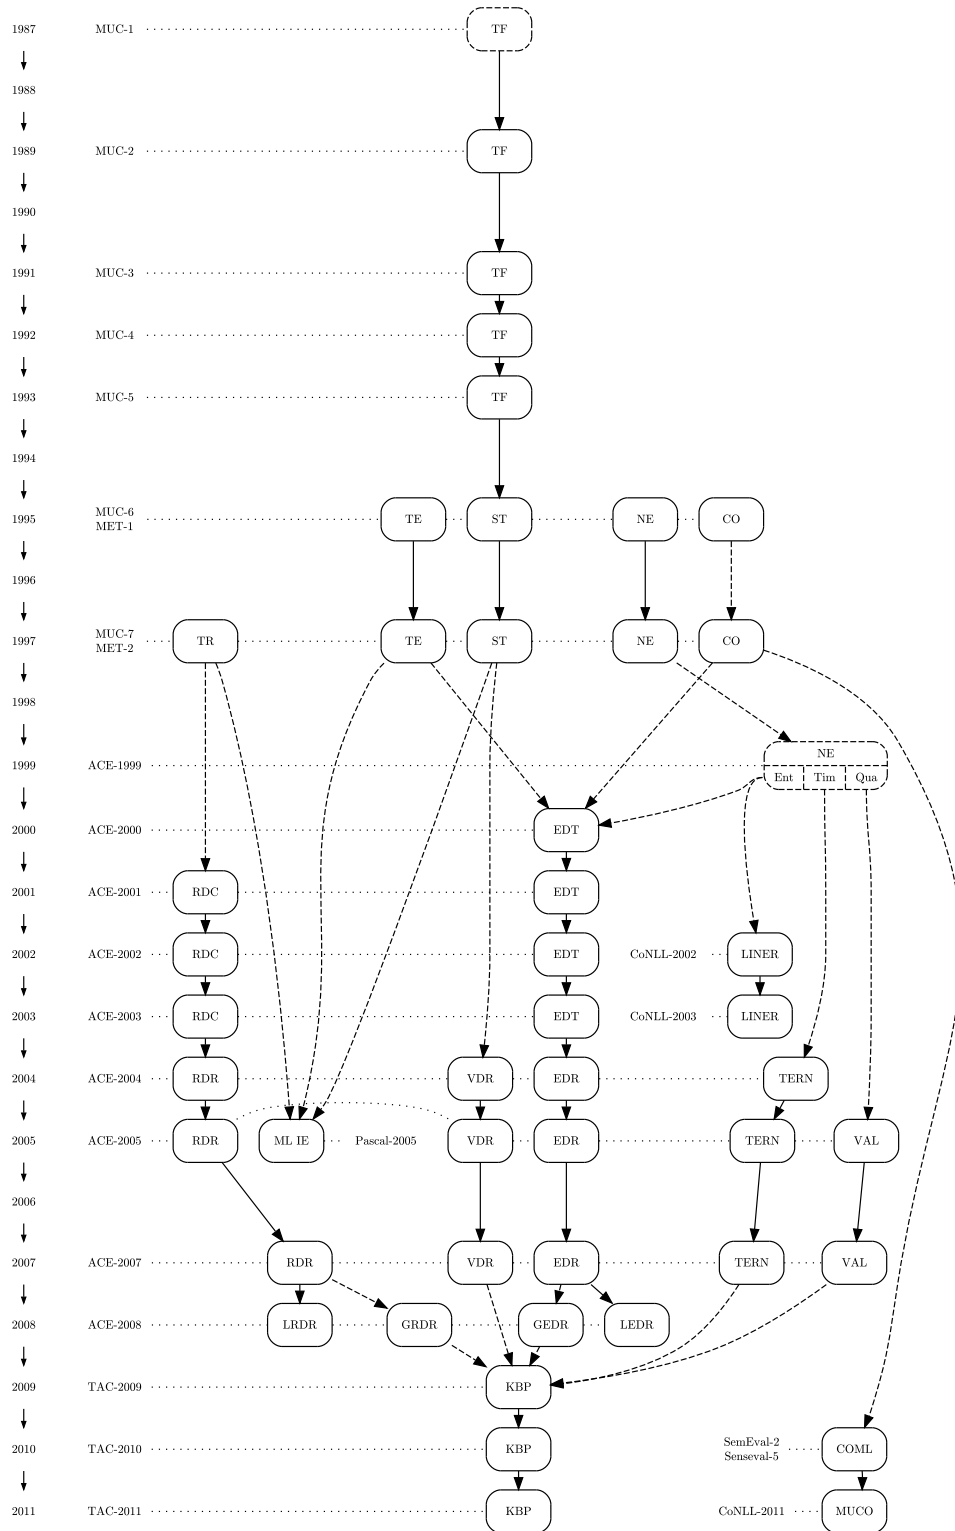 1987 MUC-1 TF
1988
1989 MUC-2 TF
1990
1991 MUC-3 TF
1992 MUC-4 TF
1993 MUC-5 TF
1994
1995 MUC-6 MET-1 TE ST NE CO
1996
1997 MUC-7 MET-2 TR TE ST NE CO
1998
NE
1999 ACE-1999 Ent Tim Qua
2000 ACE-2000 EDT
2001 ACE-2001 RDC EDT
2002 ACE-2002 RDC EDT CoNLL-2002 LINER
2003 ACE-2003 RDC EDT CoNLL-2003 LINER
2004 ACE-2004 RDR VDR EDR TERN
2005 ACE-2005 RDR ML IE Pascal-2005 VDR EDR TERN VAL
2006
2007 ACE-2007 RDR VDR EDR TERN VAL
2008 ACE-2008 LRDR GRDR GEDR LEDR
2009 TAC-2009 KBP
2010 TAC-2010 KBP SemEval-2 Senseval-5 COML
2011 TAC-2011 KBP CoNLL-2011 MUCO